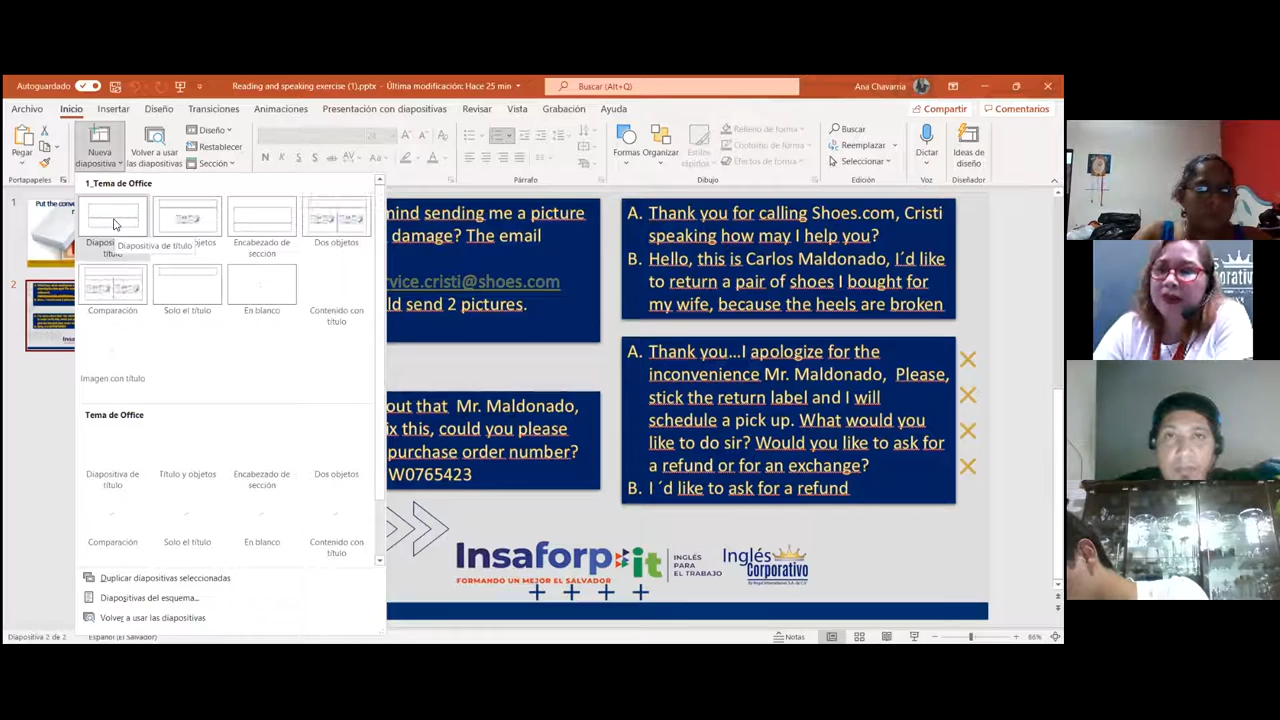 Autoguardado
Reading and speaking exercise (1).pptx - Última modificación: Hace 25 min
Buscar (Alt+Q)
Ana Chavarria
Archivo Inicio Insertar Diseño Transiciones Animaciones Presentación con diapositivas Revisar Vista Grabación Ayuda
Compartir Comentarios
Pegar
Nueva diapositiva
Volver a usar las diapositivas
Diseño
Restablecer
Sección
Formas
Organizar
Estilos rápidos
Relleno de forma
Contorno de forma
Efectos de forma
Buscar
Reemplazar
Seleccionar
Dictar
Ideas de diseño
Portapapeles
Párrafo
Dibujo
Edición
Voz
Diseñador
1_Tema de Office
Diapositiva de título
Encabezado de sección
Dos objetos
Comparación
Solo el título
En blanco
Contenido con título
Imagen con título
Tema de Office
Diapositiva de título
Título y objetos
Encabezado de sección
Dos objetos
Comparación
Solo el título
En blanco
Contenido con título
Duplicar diapositivas seleccionadas
Diapositivas del esquema...
Volver a usar las diapositivas
1
Put the conve
2
mind sending me a picture
damage? The email
rvice.cristi@shoes.com
ld send 2 pictures.
out that Mr. Maldonado,
ix this, could you please
purchase order number?
W0765423
A. Thank you for calling Shoes.com, Cristi
speaking how may I help you?
B. Hello, this is Carlos Maldonado, I´d like
to return a pair of shoes I bought for
my wife, because the heels are broken
A. Thank you…I apologize for the
inconvenience Mr. Maldonado, Please,
stick the return label and I will
schedule a pick up. What would you
like to do sir? Would you like to ask for
a refund or for an exchange?
B. I ´d like to ask for a refund
Insaforp it
FORMANDO UN MEJOR EL SALVADOR
INGLÉS
PARA
EL TRABAJO
Inglés
Corporativo
Diapositiva 2 de 2
Español (El Salvador)
Notas
86%